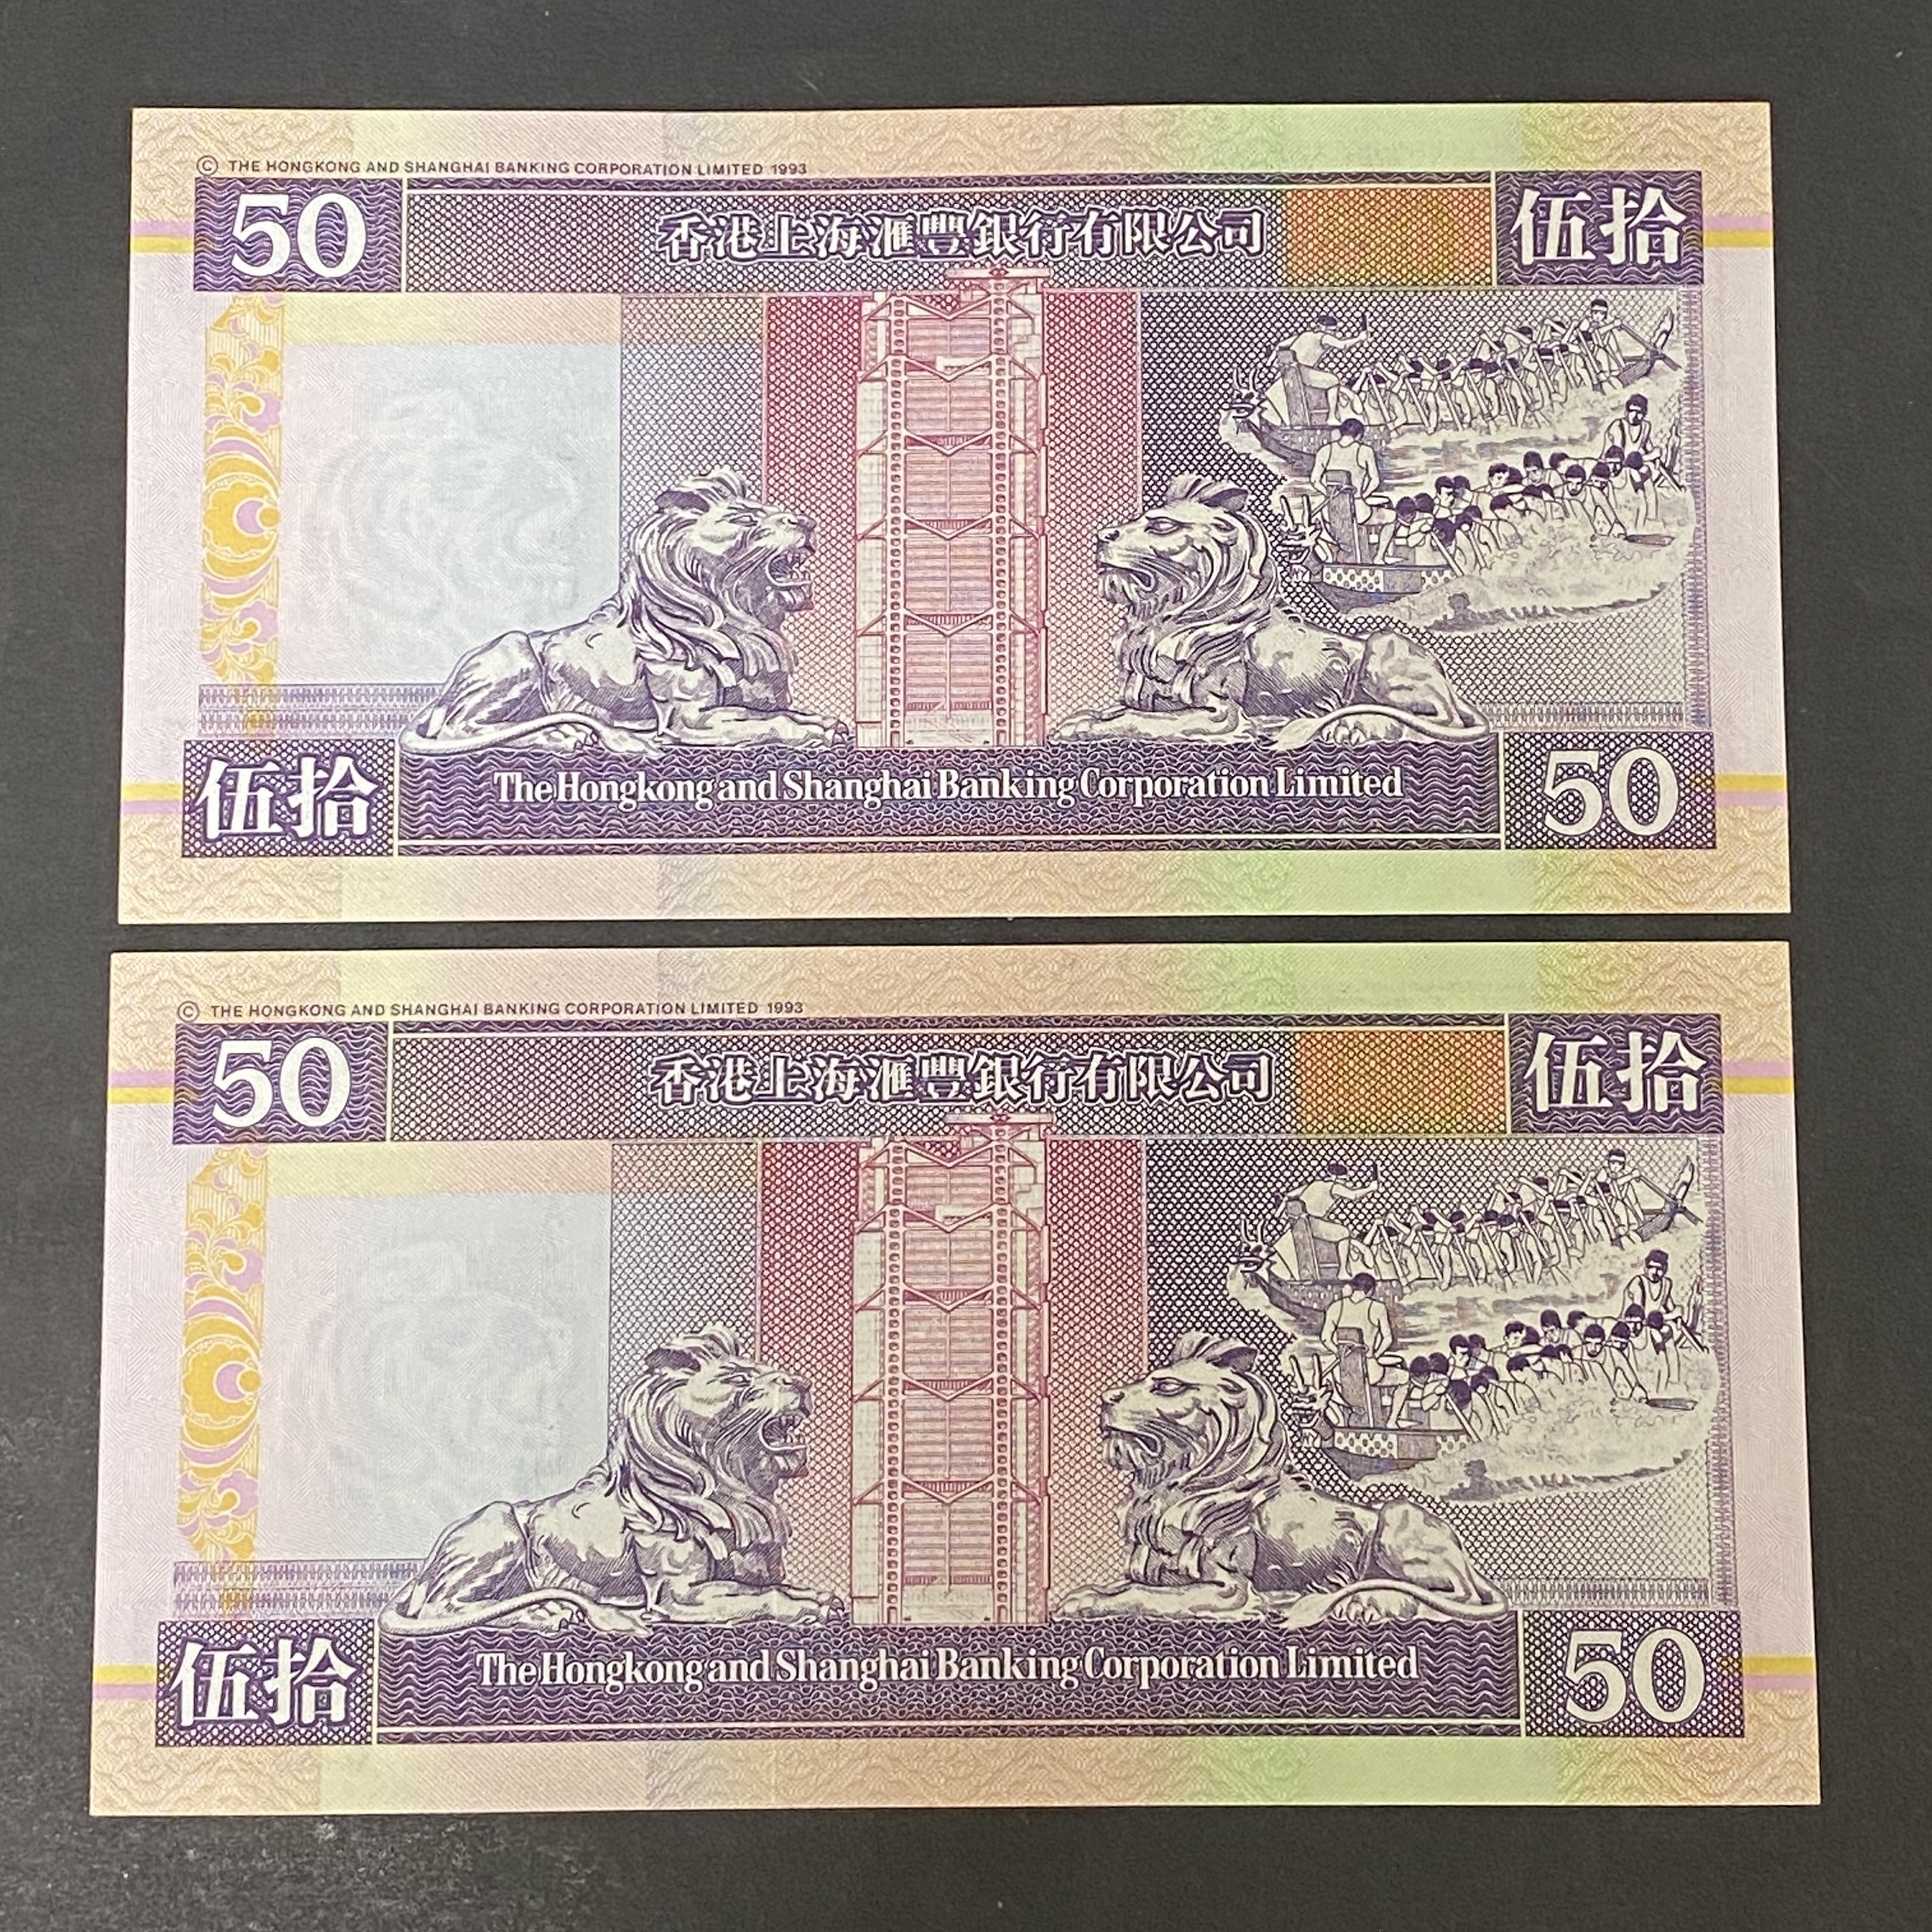 © THE HONGKONG AND SHANGHAI BANKING CORPORATION LIMITED 1993
50 香港上海滙豐銀行有限公司 伍拾
伍拾 The Hongkong and Shanghai Banking Corporation Limited 50
© THE HONGKONG AND SHANGHAI BANKING CORPORATION LIMITED 1993
50 香港上海滙豐銀行有限公司 伍拾
伍拾 The Hongkong and Shanghai Banking Corporation Limited 50